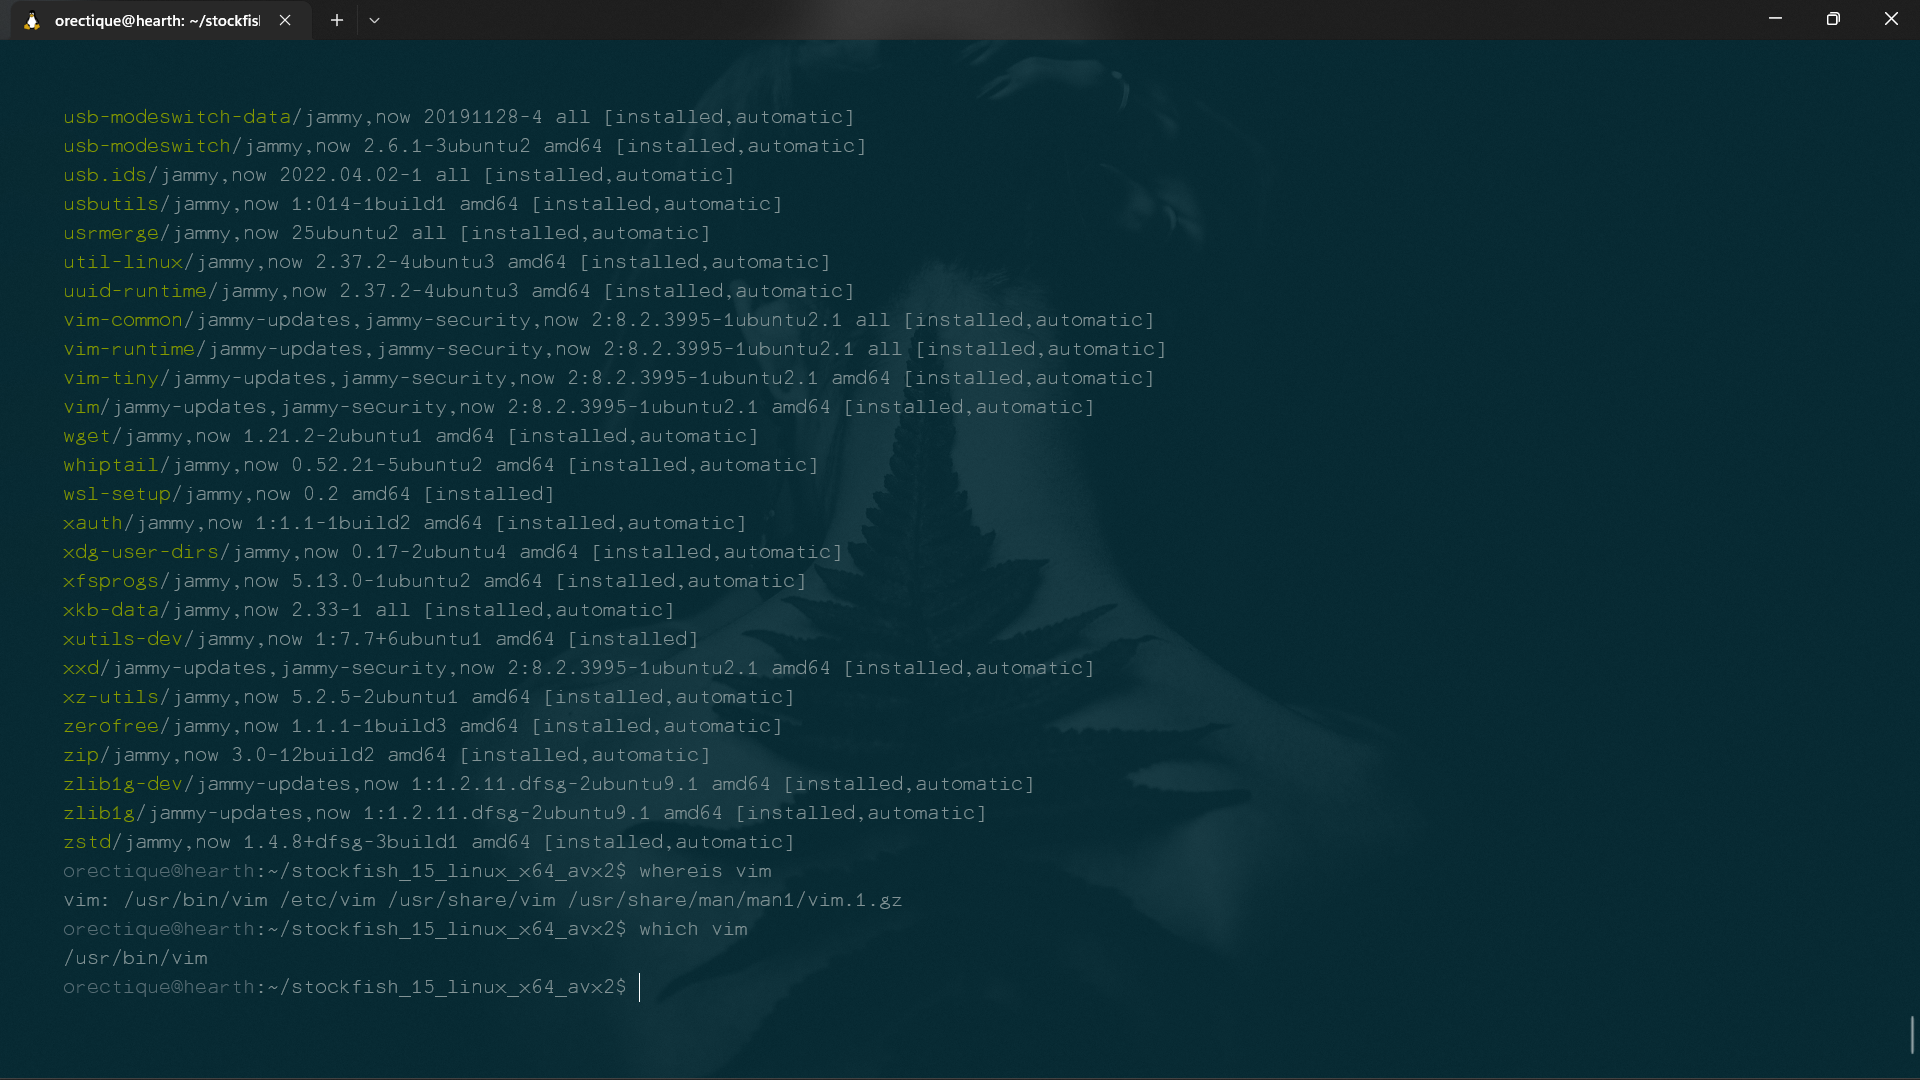 orectique@hearth: ~/stockfis
usb-modeswitch-data/jammy,now 20191128-4 all [installed,automatic]
usb-modeswitch/jammy,now 2.6.1-3ubuntu2 amd64 [installed,automatic]
usb.ids/jammy,now 2022.04.02-1 all [installed,automatic]
usbutils/jammy,now 1:014-1build1 amd64 [installed,automatic]
usrmerge/jammy,now 25ubuntu2 all [installed,automatic]
util-linux/jammy,now 2.37.2-4ubuntu3 amd64 [installed,automatic]
uuid-runtime/jammy,now 2.37.2-4ubuntu3 amd64 [installed,automatic]
vim-common/jammy-updates,jammy-security,now 2:8.2.3995-1ubuntu2.1 all [installed,automatic]
vim-runtime/jammy-updates,jammy-security,now 2:8.2.3995-1ubuntu2.1 all [installed,automatic]
vim-tiny/jammy-updates,jammy-security,now 2:8.2.3995-1ubuntu2.1 amd64 [installed,automatic]
vim/jammy-updates,jammy-security,now 2:8.2.3995-1ubuntu2.1 amd64 [installed,automatic]
wget/jammy,now 1.21.2-2ubuntu1 amd64 [installed,automatic]
whiptail/jammy,now 0.52.21-5ubuntu2 amd64 [installed,automatic]
wsl-setup/jammy,now 0.2 amd64 [installed]
xauth/jammy,now 1:1.1-1build2 amd64 [installed,automatic]
xdg-user-dirs/jammy,now 0.17-2ubuntu4 amd64 [installed,automatic]
xfsprogs/jammy,now 5.13.0-1ubuntu2 amd64 [installed,automatic]
xkb-data/jammy,now 2.33-1 all [installed,automatic]
xutils-dev/jammy,now 1:7.7+6ubuntu1 amd64 [installed]
xxd/jammy-updates,jammy-security,now 2:8.2.3995-1ubuntu2.1 amd64 [installed,automatic]
xz-utils/jammy,now 5.2.5-2ubuntu1 amd64 [installed,automatic]
zerofree/jammy,now 1.1.1-1build3 amd64 [installed,automatic]
zip/jammy,now 3.0-12build2 amd64 [installed,automatic]
zlib1g-dev/jammy-updates,now 1:1.2.11.dfsg-2ubuntu9.1 amd64 [installed,automatic]
zlib1g/jammy-updates,now 1:1.2.11.dfsg-2ubuntu9.1 amd64 [installed,automatic]
zstd/jammy,now 1.4.8+dfsg-3build1 amd64 [installed,automatic]
orectique@hearth:~/stockfish_15_linux_x64_avx2$ whereis vim
vim: /usr/bin/vim /etc/vim /usr/share/vim /usr/share/man/man1/vim.1.gz
orectique@hearth:~/stockfish_15_linux_x64_avx2$ which vim
/usr/bin/vim
orectique@hearth:~/stockfish_15_linux_x64_avx2$